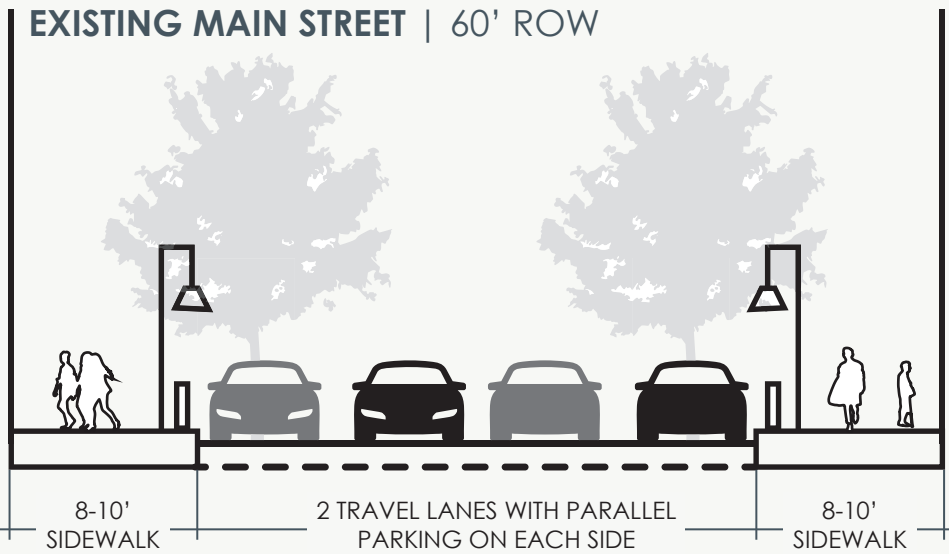 EXISTING MAIN STREET | 60’ ROW
8-10’
SIDEWALK
2 TRAVEL LANES WITH PARALLEL
PARKING ON EACH SIDE
8-10’
SIDEWALK